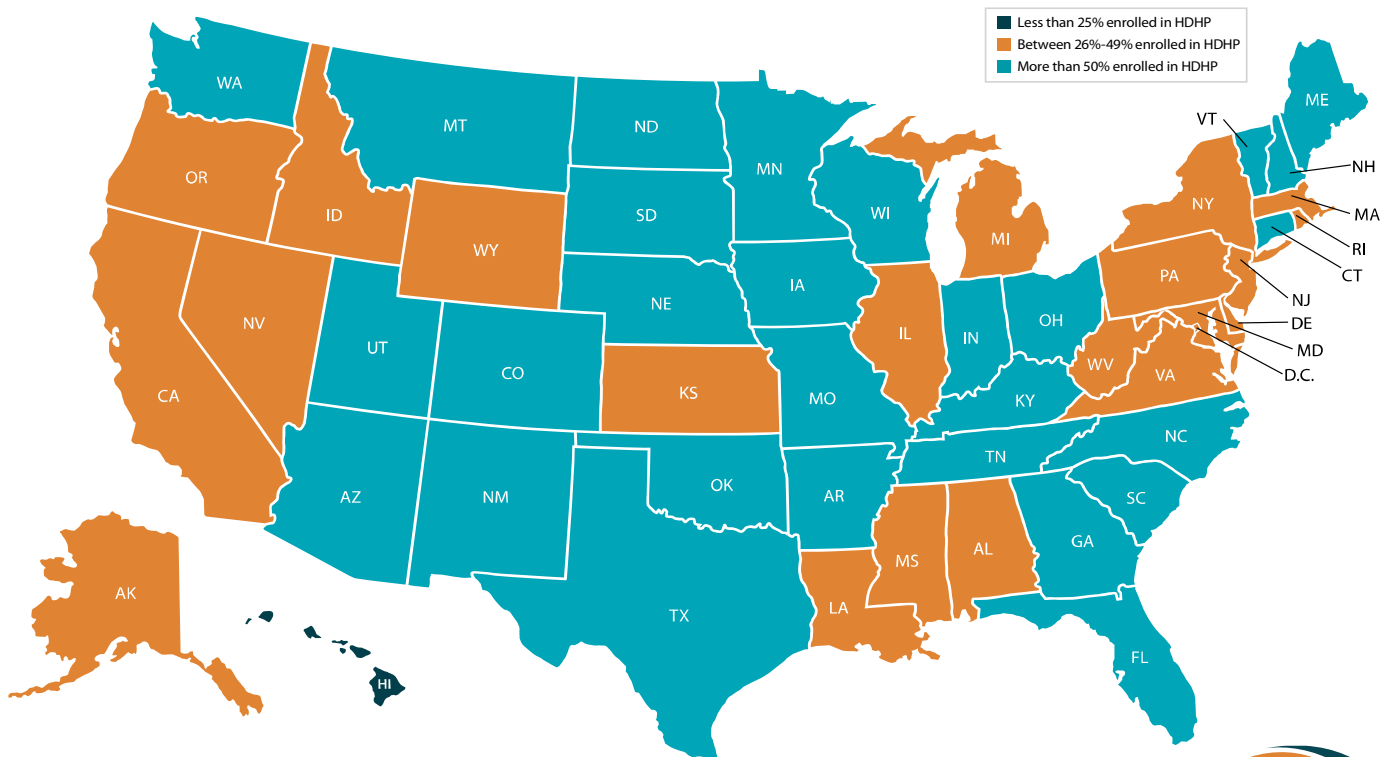 Less than 25% enrolled in HDHP
Between 26%-49% enrolled in HDHP
More than 50% enrolled in HDHP
WA
MT
ND
MN
ME
VT
NH
OR
ID
SD
WI
NY
MA
RI
CT
WY
MI
PA
NJ
NE
IA
NV
UT
CO
IL
IN
OH
DE
MD
D.C.
CA
KS
MO
WV
VA
KY
NC
AZ
NM
OK
AR
TN
SC
GA
MS
AL
AK
LA
TX
FL
HI